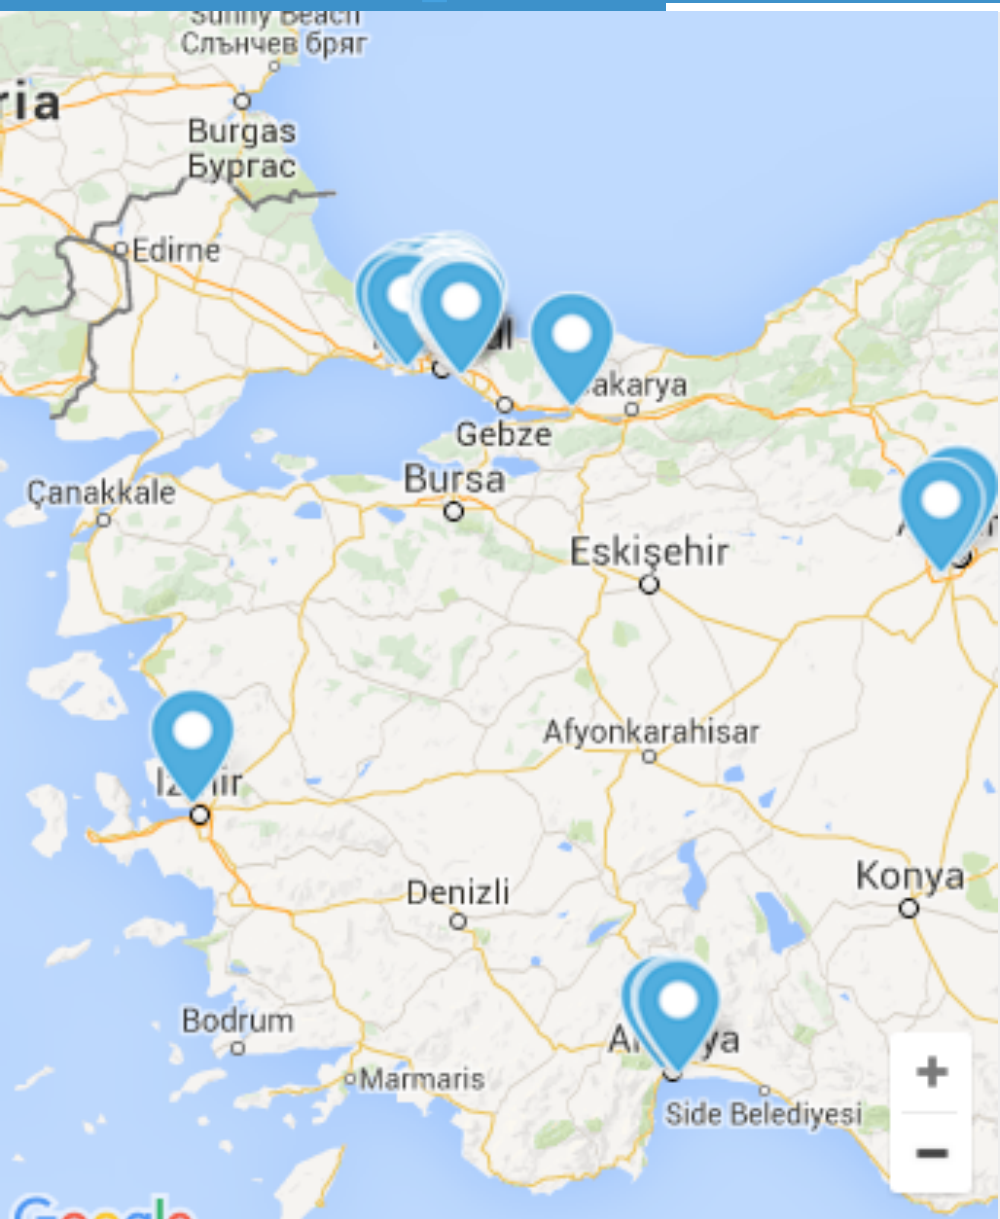 Sunny Beach
Слънчев бряг
ria
Burgas
Бургас
Edirne
akarya
Gebze
Bursa
Çanakkale
Eskişehir
Afyonkarahisar
Konya
Denizli
Bodrum
Marmaris
Side Belediyesi
+
−
Google